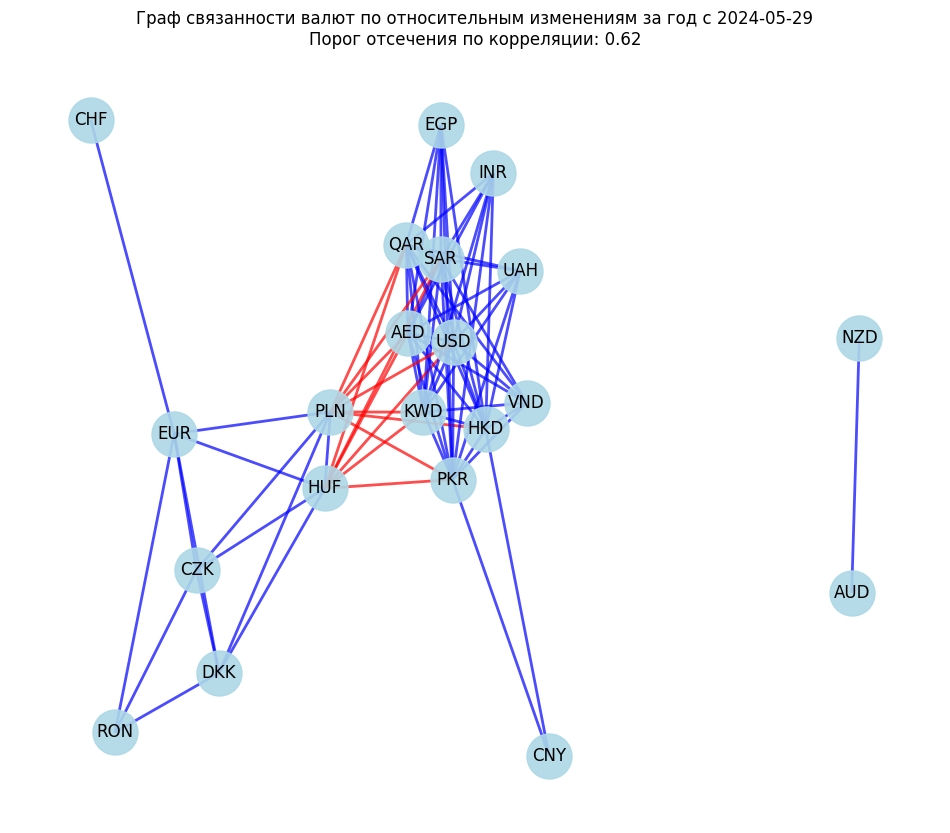 Граф связанности валют по относительным изменениям за год с 2024-05-29
Порог отсечения по корреляции: 0.62
CHF
EGP
INR
QAR
SAR
UAH
AED
USD
NZD
PLN
KWD
VND
HKD
EUR
HUF
PKR
CZK
AUD
DKK
RON
CNY